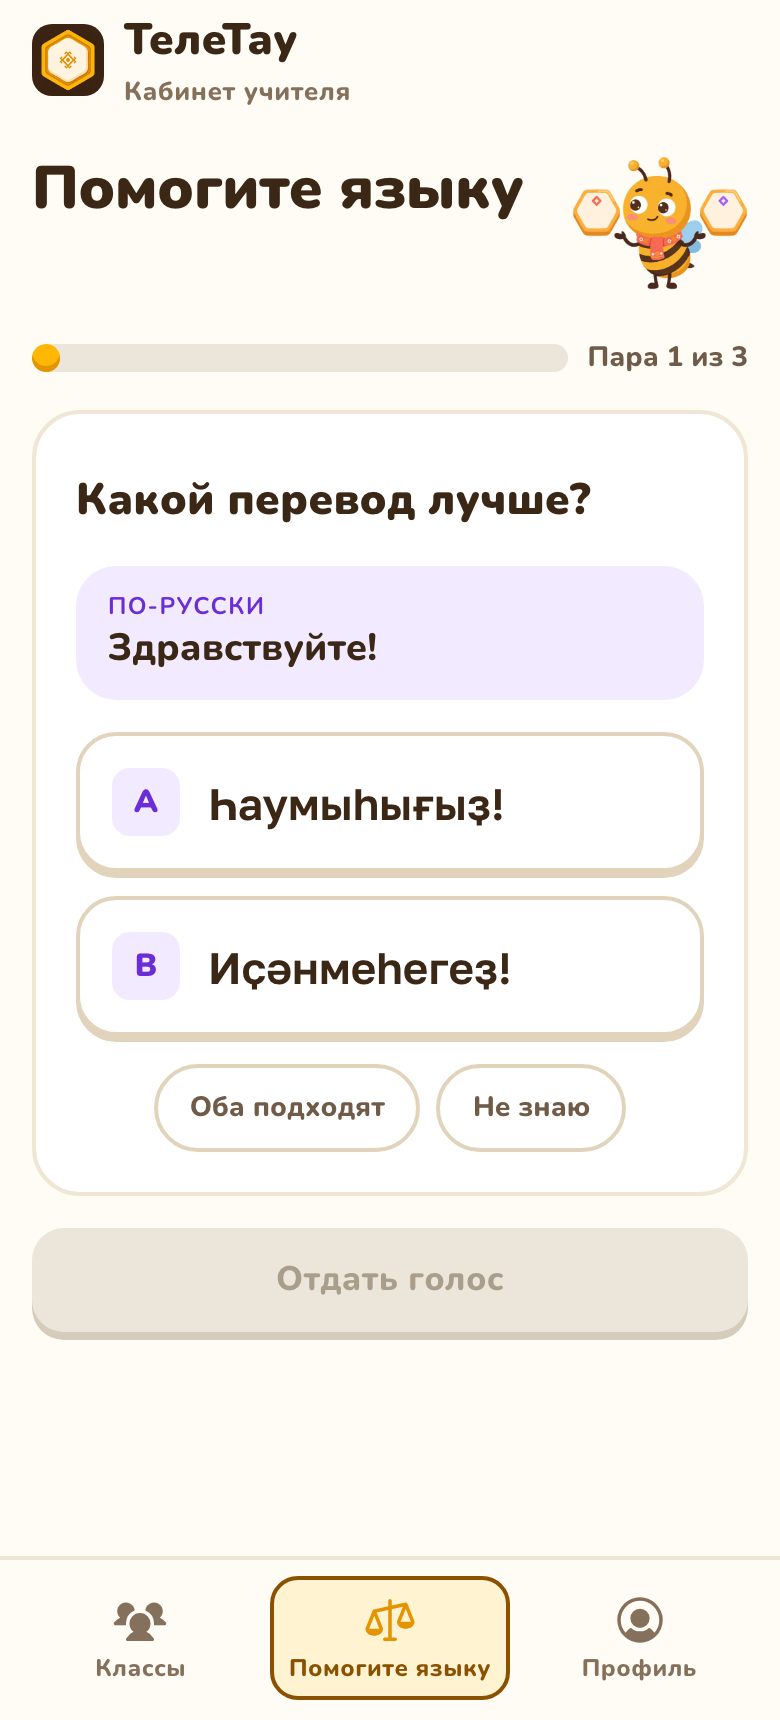 ТелеТау
Кабинет учителя
Помогите языку
Пара 1 из 3
Какой перевод лучше?
ПО-РУССКИ
Здравствуйте!
A
Һаумыһығыҙ!
B
Иҫәнмеһегеҙ!
Оба подходят
Не знаю
Отдать голос
Классы
Помогите языку
Профиль